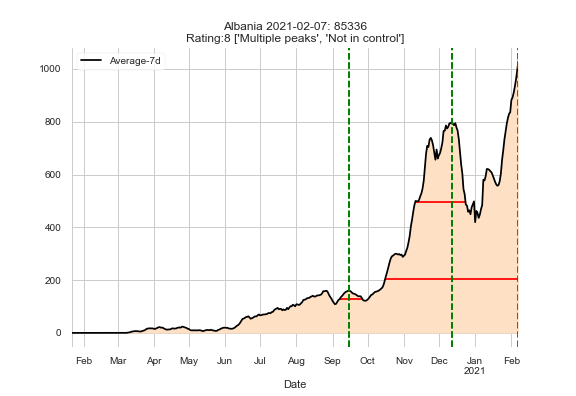 Albania 2021-02-07: 85336
Rating:8 ['Multiple peaks', 'Not in control']
Average-7d
1000
800
600
400
200
0
Feb Mar Apr May Jun Jul Aug Sep Oct Nov Dec Jan Feb
2021
Date